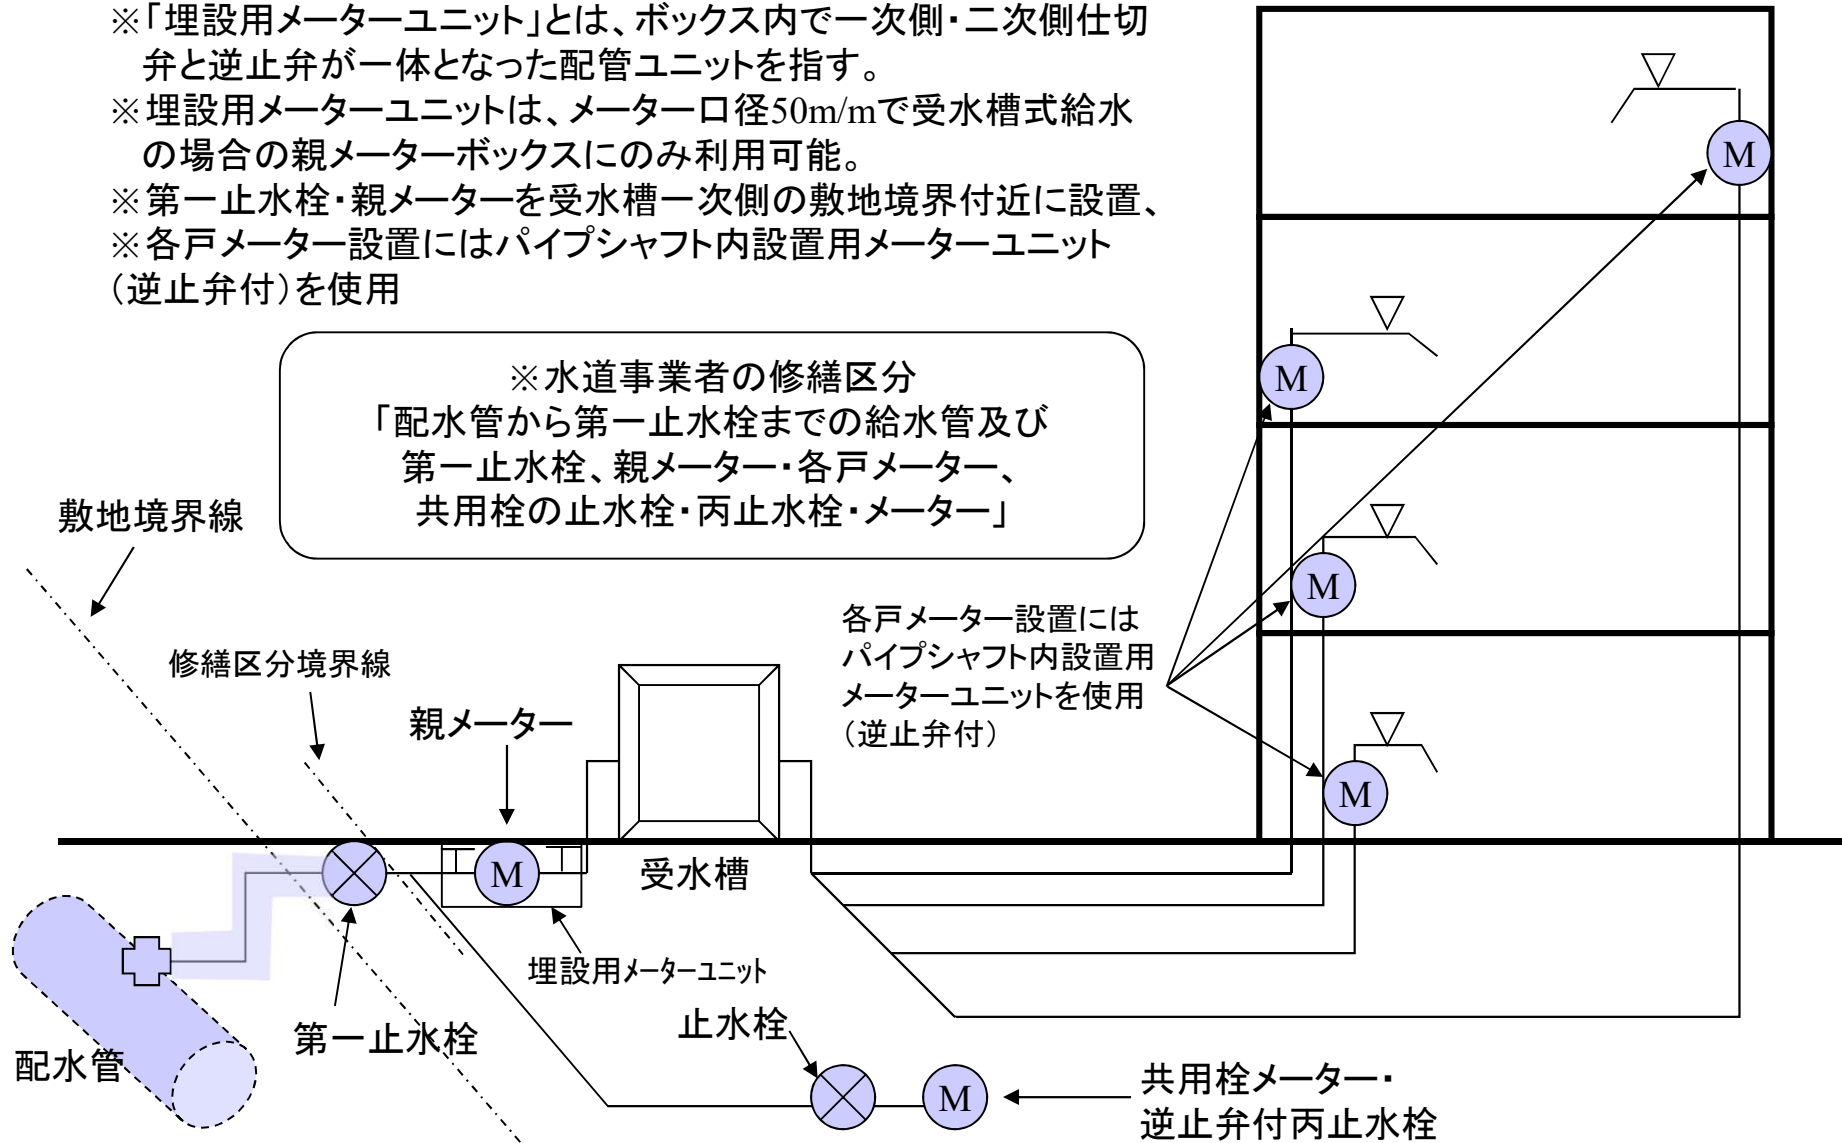 ※「埋設用メーターユニット」とは、ボックス内で一次側・二次側仕切
弁と逆止弁が一体となった配管ユニットを指す。
※埋設用メーターユニットは、メーター口径50m/mで受水槽式給水
の場合の親メーターボックスにのみ利用可能。
※第一止水栓・親メーターを受水槽一次側の敷地境界付近に設置、
※各戸メーター設置にはパイプシャフト内設置用メーターユニット
（逆止弁付）を使用
※水道事業者の修繕区分
「配水管から第一止水栓までの給水管及び
第一止水栓、親メーター・各戸メーター、
共用栓の止水栓・丙止水栓・メーター」
敷地境界線
修繕区分境界線
親メーター
各戸メーター設置には
パイプシャフト内設置用
メーターユニットを使用
（逆止弁付）
M
M
M
M
M
受水槽
埋設用メーターユニット
第一止水栓
配水管
止水栓
M
共用栓メーター・
逆止弁付丙止水栓